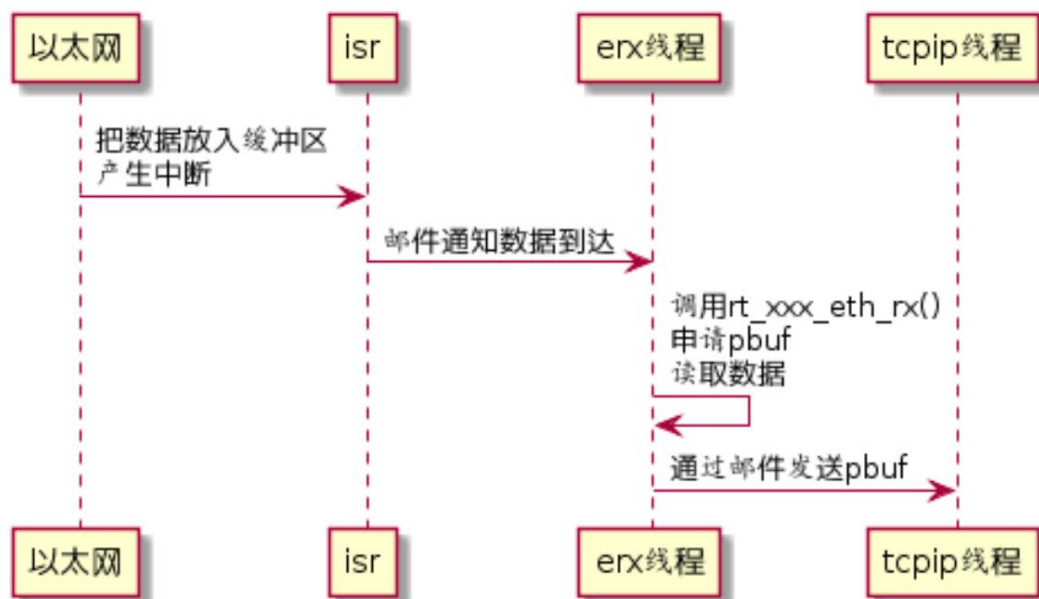 以太网
isr
erx线程
tcpip线程
把数据放入缓冲区
产生中断
邮件通知数据到达
调用rt_xxx_eth_rx()
申请pbuf
读取数据
通过邮件发送pbuf
以太网
isr
erx线程
tcpip线程